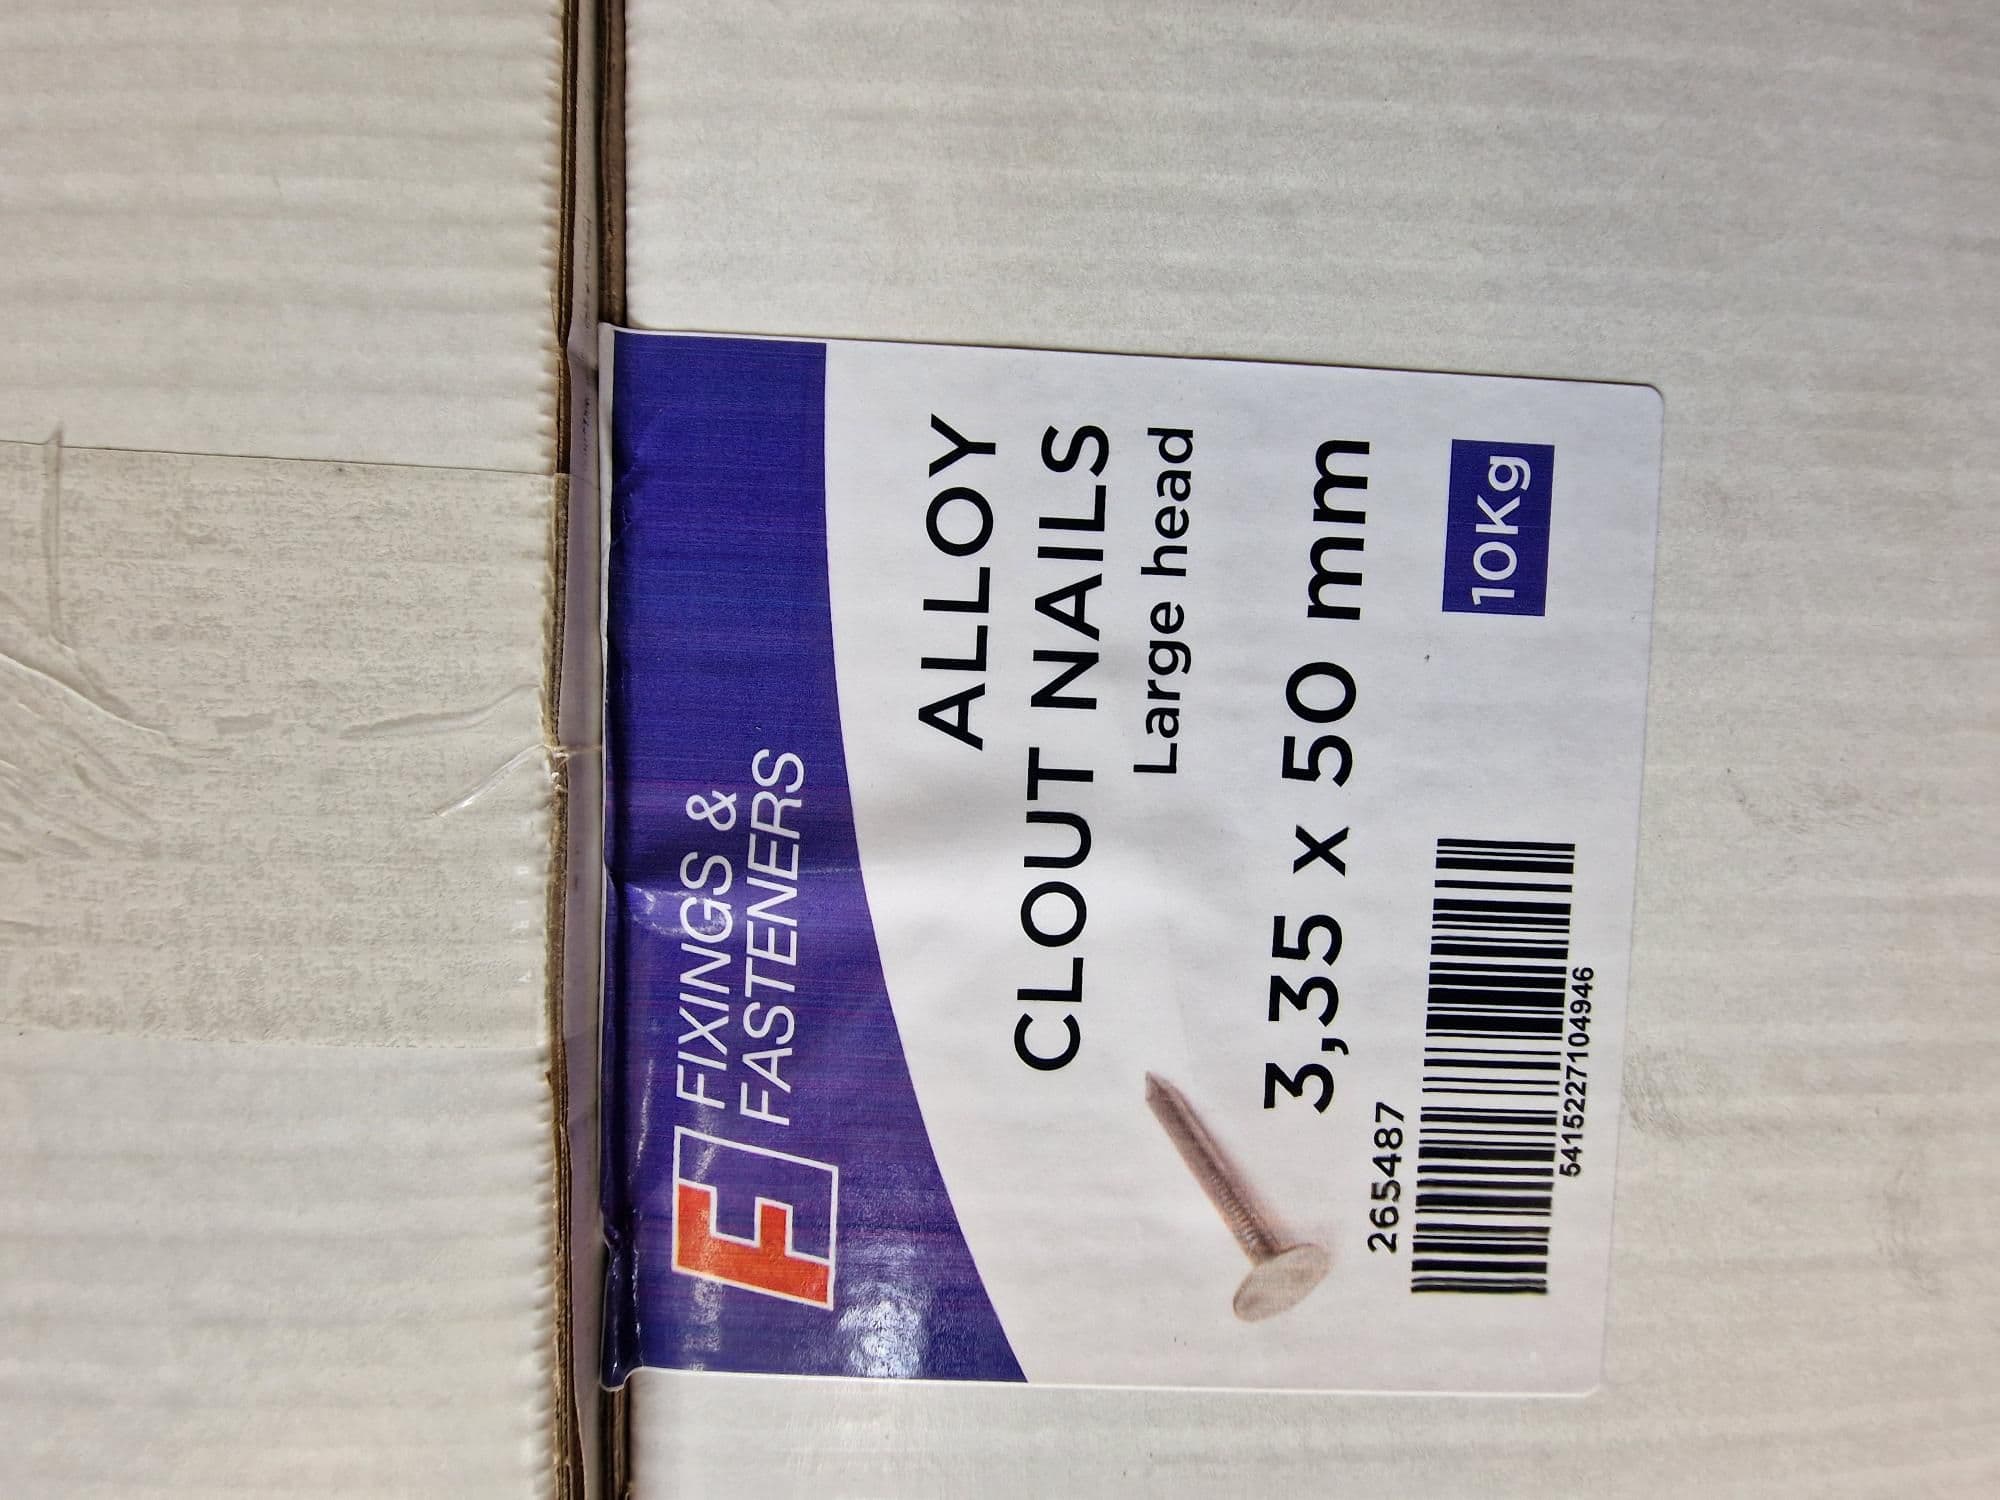 FIXINGS &
FASTENERS
ALLOY
CLOUT NAILS
Large head
3,35 x 50 mm
265487
10Kg
5415227104946